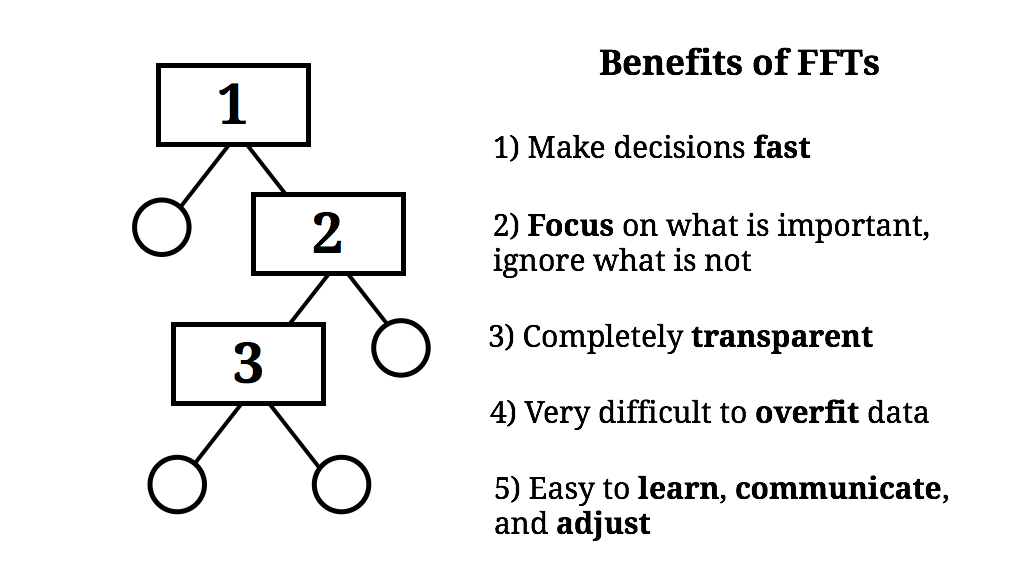 1
2
3
Benefits of FFTs
1) Make decisions fast
2) Focus on what is important,
ignore what is not
3) Completely transparent
4) Very difficult to overfit data
5) Easy to learn, communicate,
and adjust